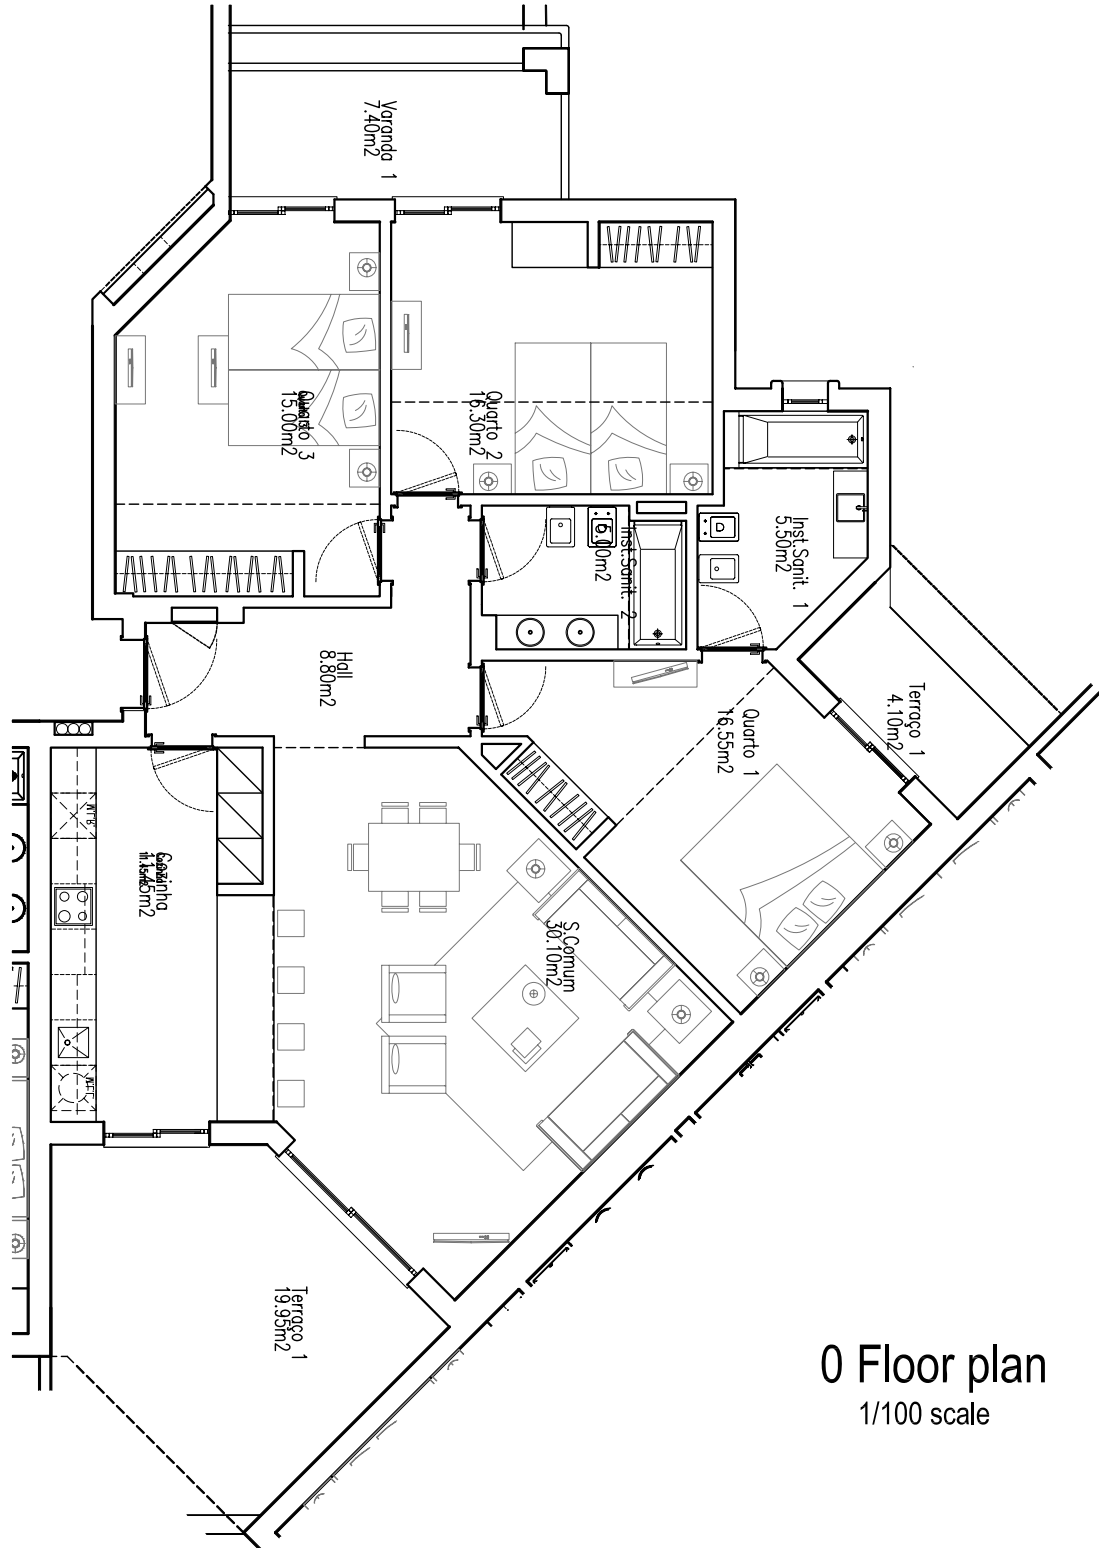 Varanda 1
7.40m2
Quarto 3
15.00m2
Quarto 2
16.30m2
Inst.Sanit. 2
Inst.Sanit. 1
5.50m2
Hall
8.80m2
Quarto 1
16.55m2
Terraço 1
4.10m2
Cozinha
11.45m2
S.Comum
30.10m2
Terraço 1
19.95m2
0 Floor plan
1/100 scale